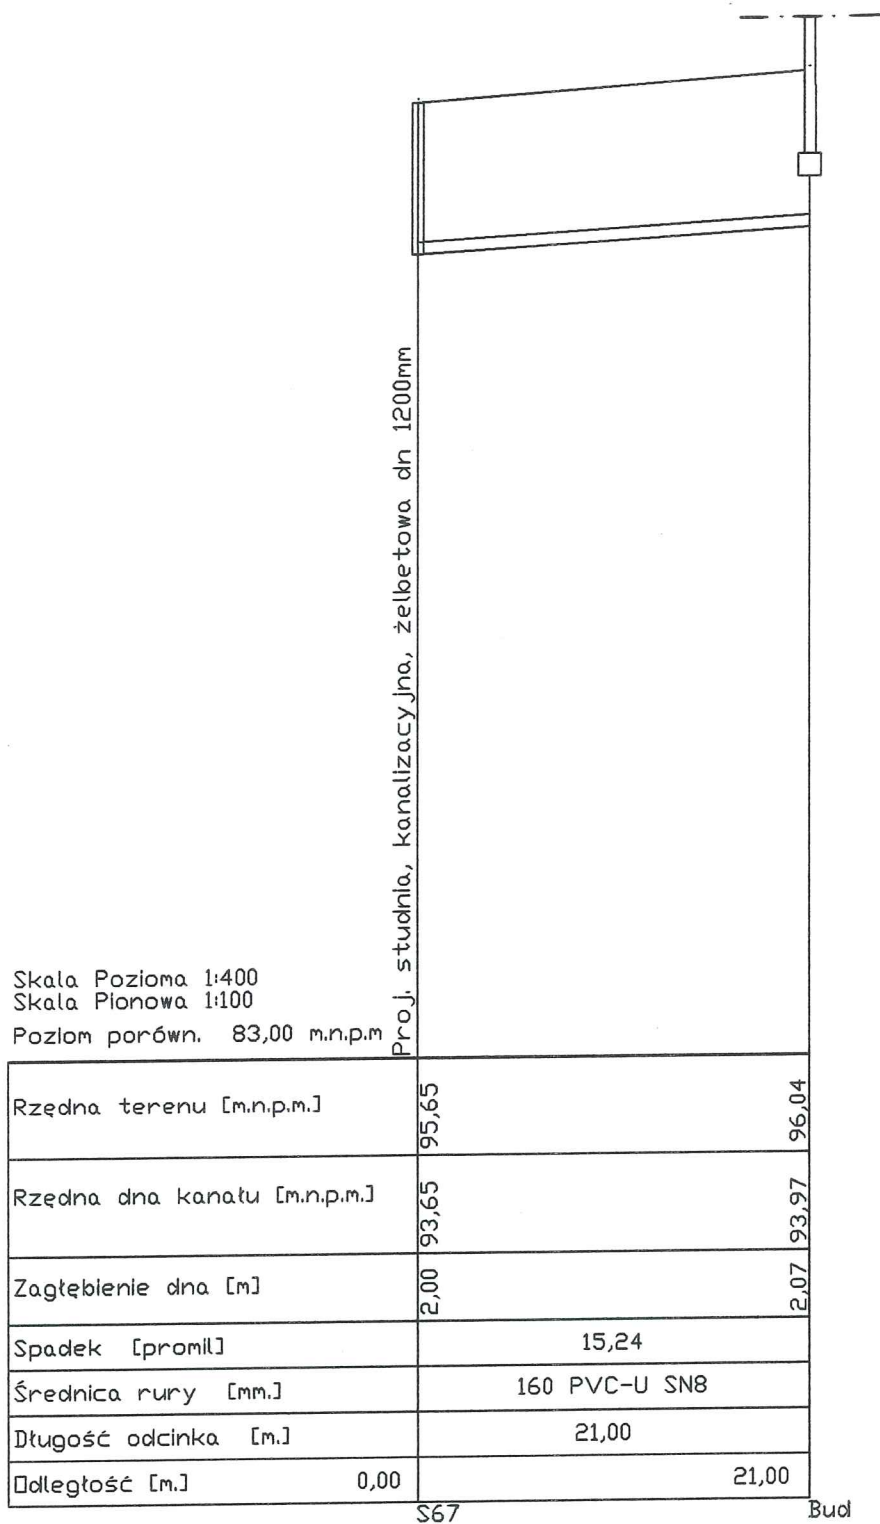 Proj. studnia, kanalizacyjna, żelbetowa dn 1200mm
Skala Pozioma 1:400
Skala Pionowa 1:100
Poziom porówn. 83,00 m.n.p.m
Rzędna terenu [m.n.p.m.] 95,65 96,04
Rzędna dna kanału [m.n.p.m.] 93,65 93,97
Zagłębienie dna [m] 2,00 2,07
Spadek [promil] 15,24
Średnica rury [mm.] 160 PVC-U SN8
Długość odcinka [m.] 21,00
Odległość [m.] 0,00 21,00
S67 Bud